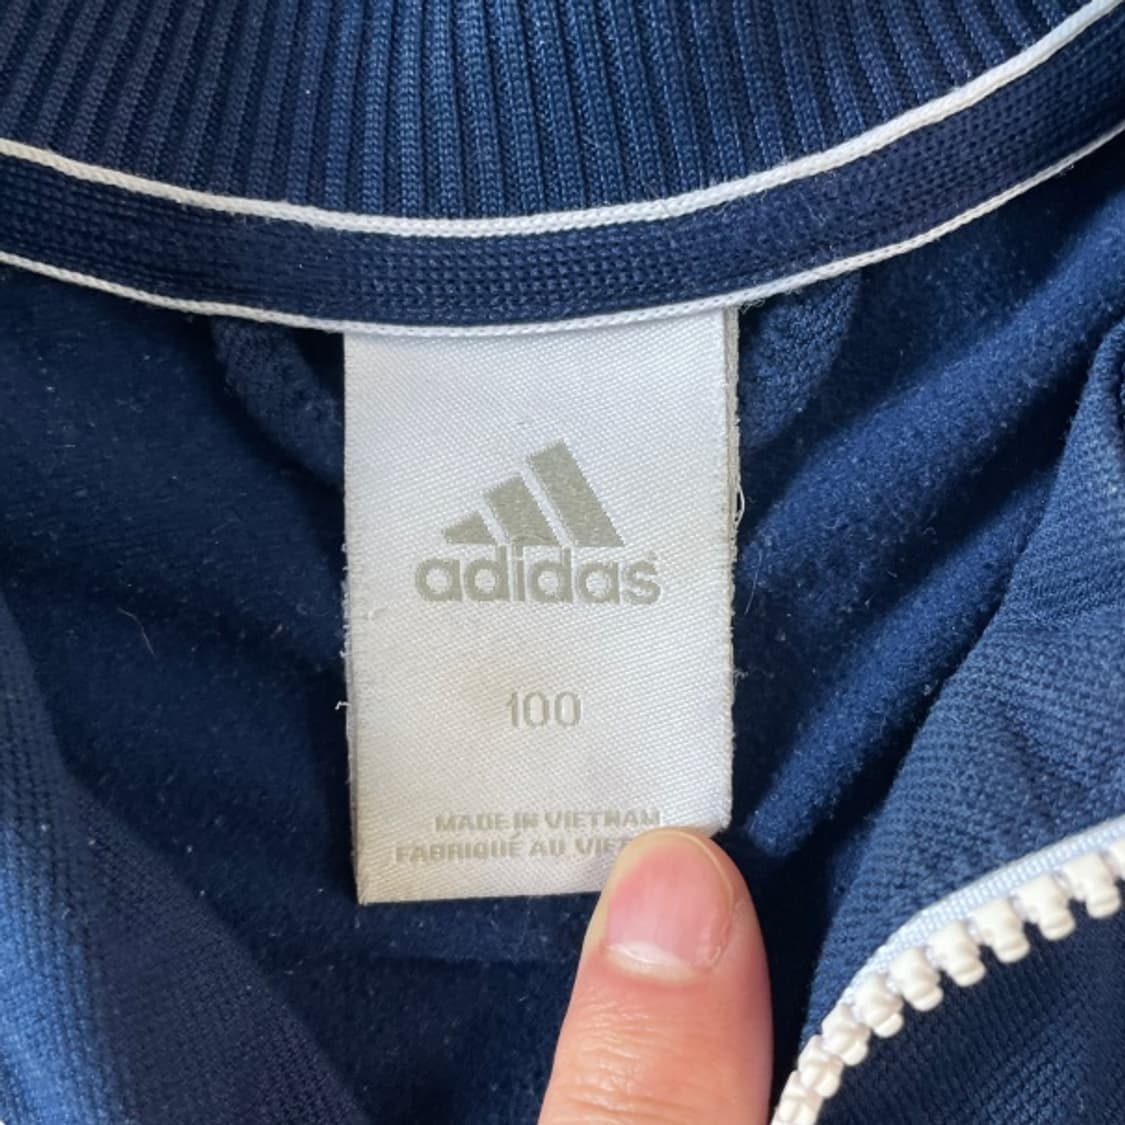 adidas
100
MADE IN VIETNAM
FABRIQUÉ AU